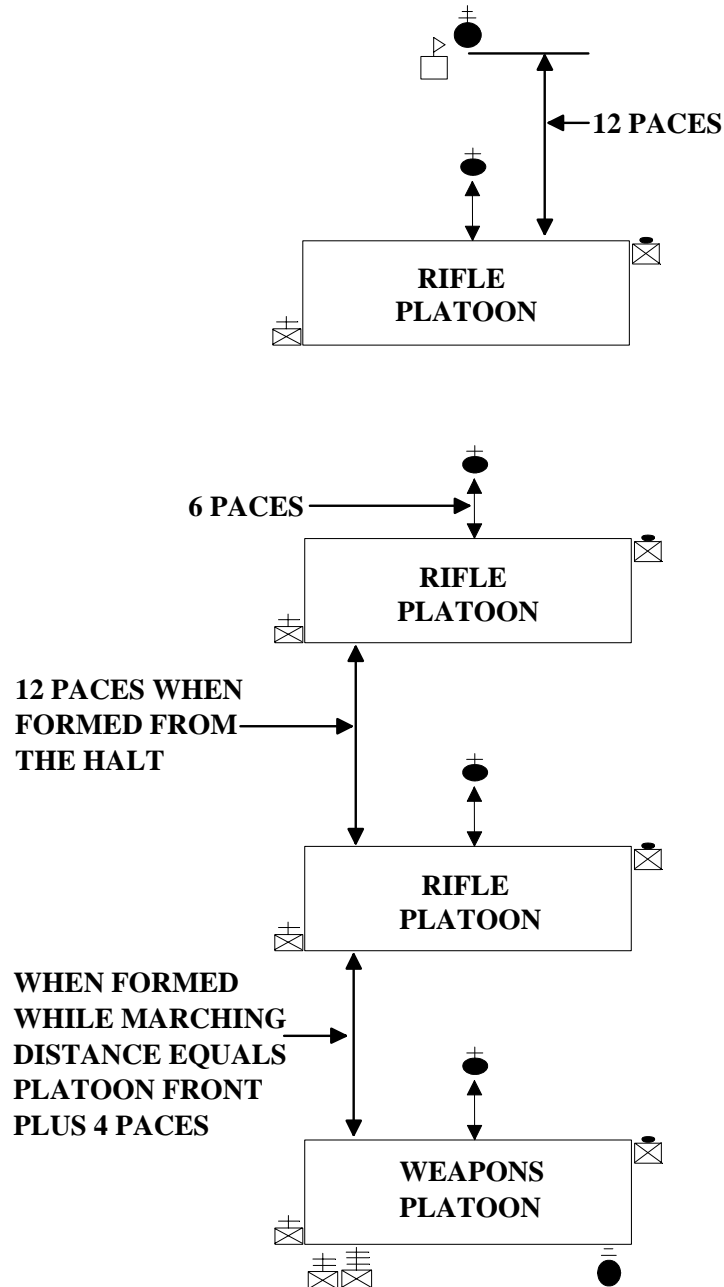 12 PACES
RIFLE
PLATOON
6 PACES
RIFLE
PLATOON
12 PACES WHEN
FORMED FROM
THE HALT
RIFLE
PLATOON
WHEN FORMED
WHILE MARCHING
DISTANCE EQUALS
PLATOON FRONT
PLUS 4 PACES
WEAPONS
PLATOON